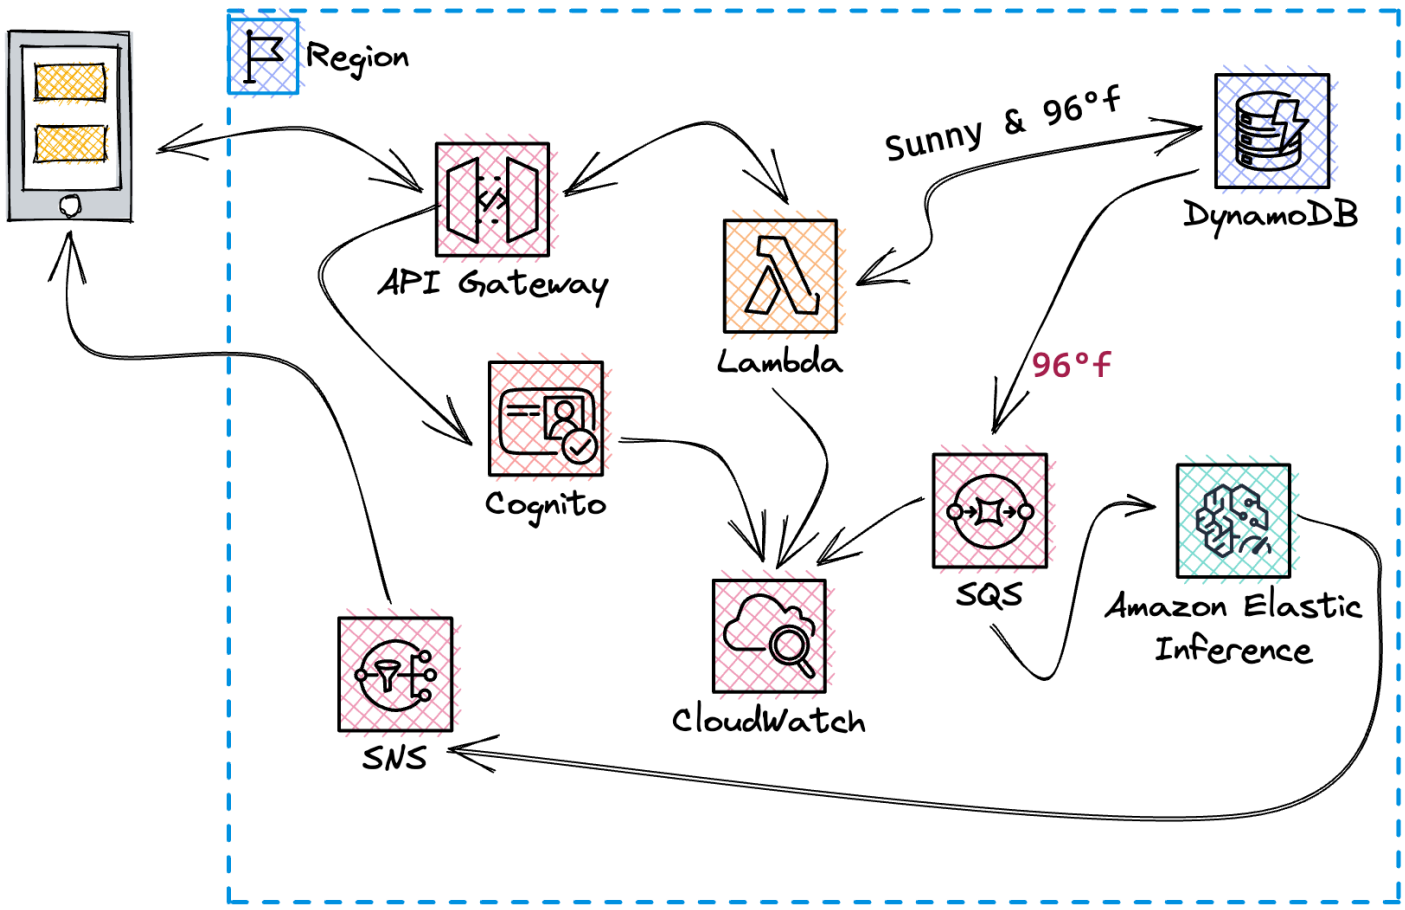 Region
Sunny & 96°f
DynamoDB
API Gateway
Lambda
96°f
Cognito
SQS
Amazon Elastic
Inference
CloudWatch
SNS